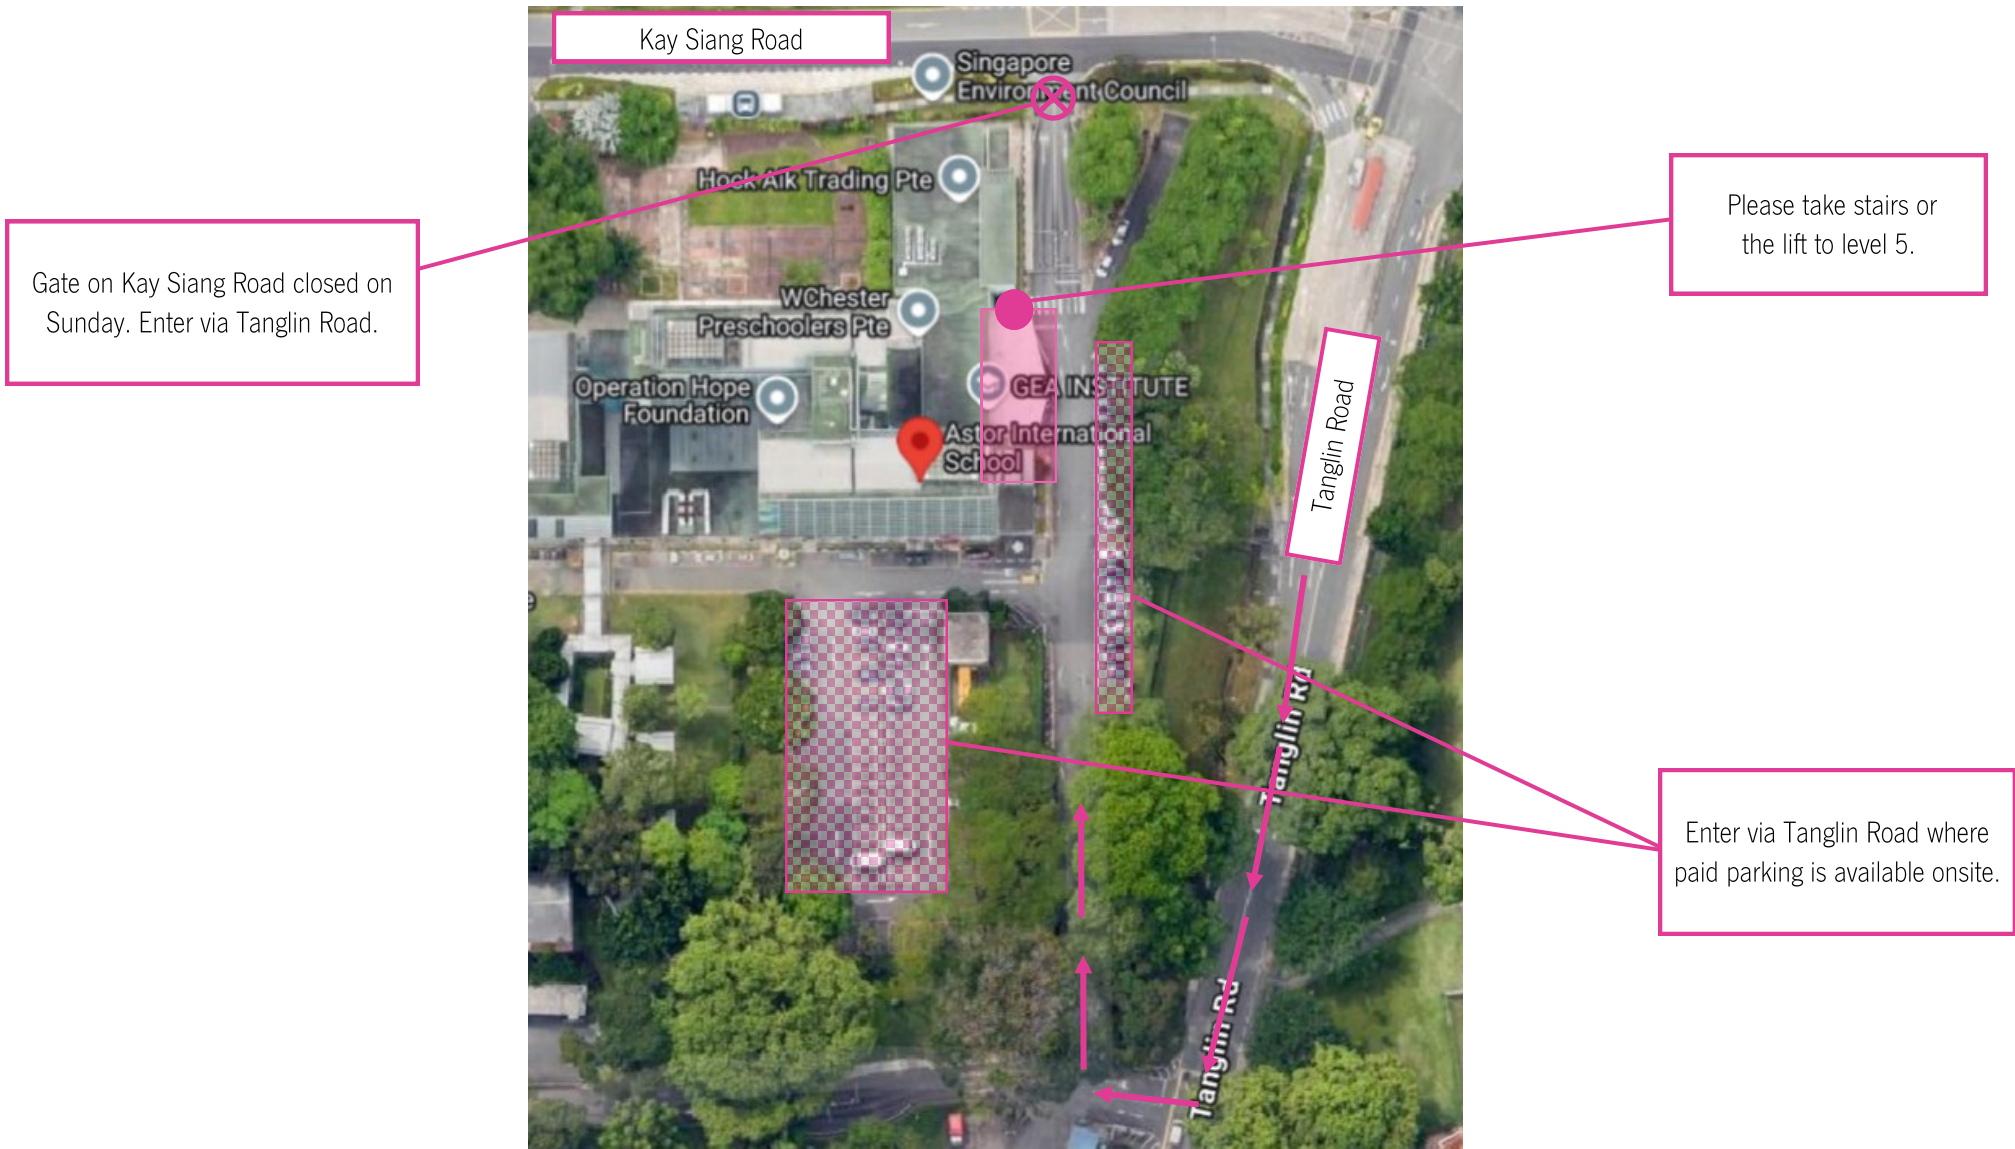 Kay Siang Road
Singapore
Environment Council
Hock Aik Trading Pte
Please take stairs or
the lift to level 5.
Gate on Kay Siang Road closed on
Sunday. Enter via Tanglin Road.
WChester
Preschoolers Pte
Operation Hope
Foundation
GEA INSTITUTE
Astor International
School
Tanglin Road
Tanglin Rd
Enter via Tanglin Road where
paid parking is available onsite.
Tanglin Rd